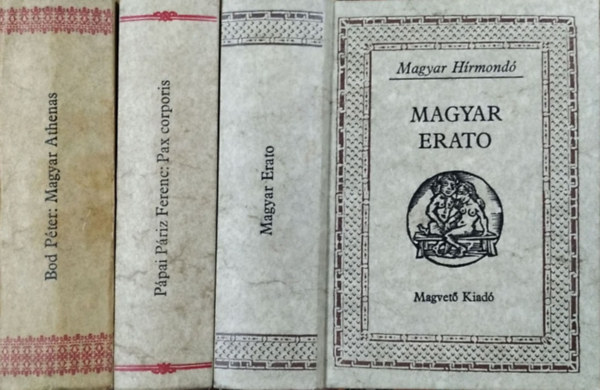 Bod Péter: Magyar Athenas
Pápai Páriz Ferenc: Pax corporis
Magyar Erato
Magyar Hírmondó
MAGYAR
ERATO
Magvető Kiadó